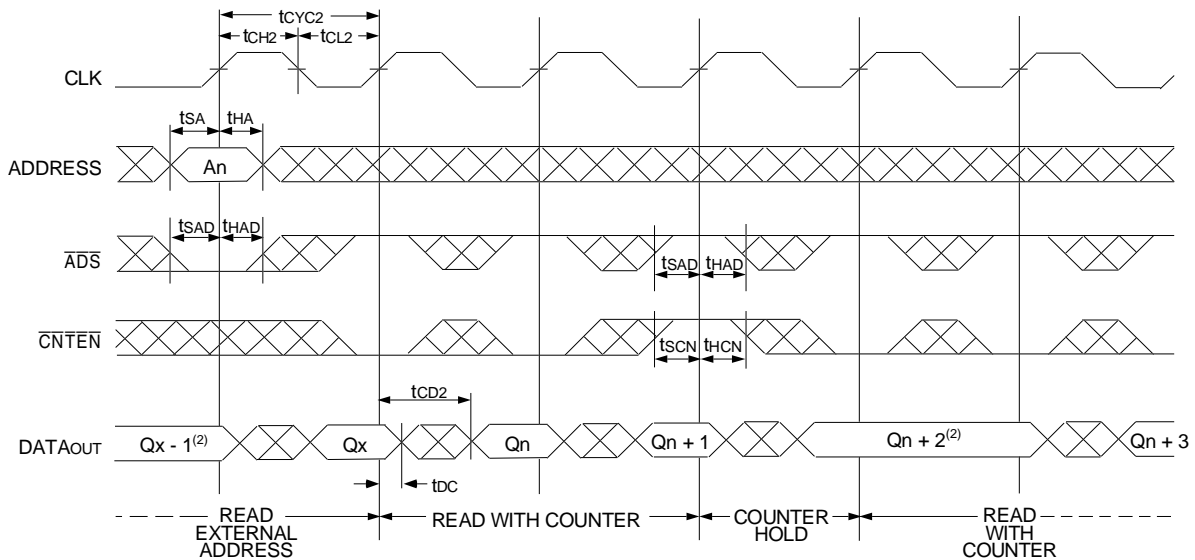 tCYC2
tCH2 tCL2
CLK
tSA tHA
ADDRESS An
tSAD tHAD
ADS
tSAD tHAD
CNTEN
tSCN tHCN
tCD2
DATAOUT Qx - 1(2) Qx Qn Qn + 1 Qn + 2(2) Qn + 3
tDC
READ EXTERNAL ADDRESS
READ WITH COUNTER
COUNTER HOLD
READ WITH COUNTER